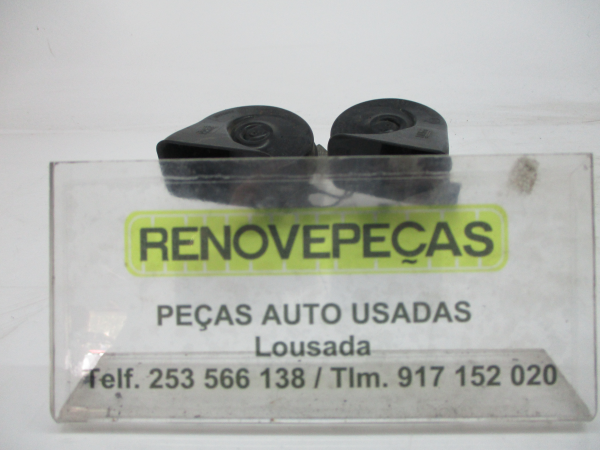 RENOVEPEÇAS
PEÇAS AUTO USADAS
Lousada
Telf. 253 566 138 / Tlm. 917 152 020